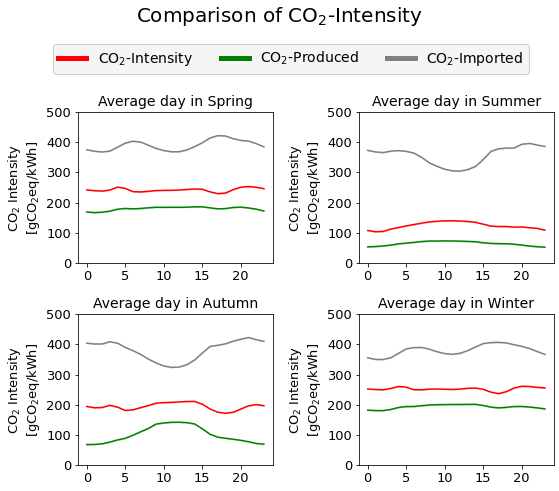 Comparison of CO₂-Intensity
CO₂-Intensity CO₂-Produced CO₂-Imported
Average day in Spring
CO₂ Intensity
[gCO₂eq/kWh]
500
400
300
200
100
0
0 5 10 15 20
Average day in Summer
CO₂ Intensity
[gCO₂eq/kWh]
500
400
300
200
100
0
0 5 10 15 20
Average day in Autumn
CO₂ Intensity
[gCO₂eq/kWh]
500
400
300
200
100
0
0 5 10 15 20
Average day in Winter
CO₂ Intensity
[gCO₂eq/kWh]
500
400
300
200
100
0
0 5 10 15 20